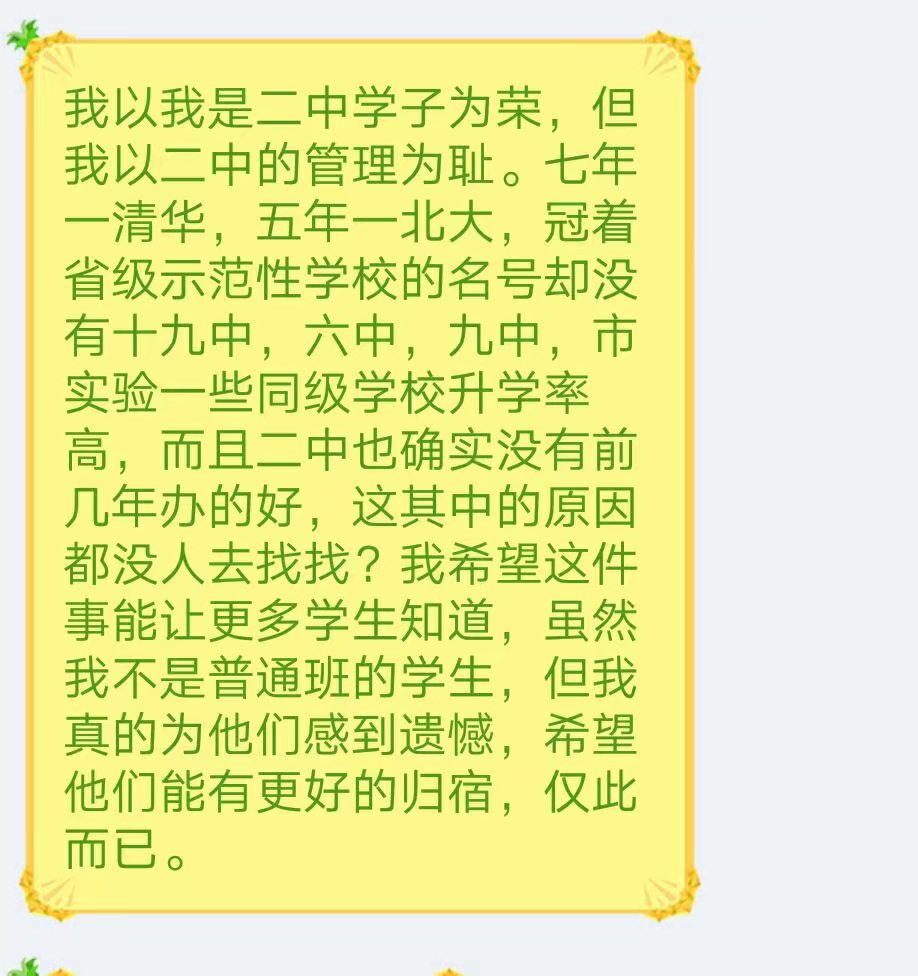 我以我是二中学子为荣，但
我以二中的管理为耻。七年
一清华，五年一北大，冠着
省级示范性学校的名号却没
有十九中，六中，九中，市
实验一些同级学校升学率
高，而且二中也确实没有前
几年办的好，这其中的原因
都没人去找找？我希望这件
事能让更多学生知道，虽然
我不是普通班的学生，但我
真的为他们感到遗憾，希望
他们能有更好的归宿，仅此
而已。